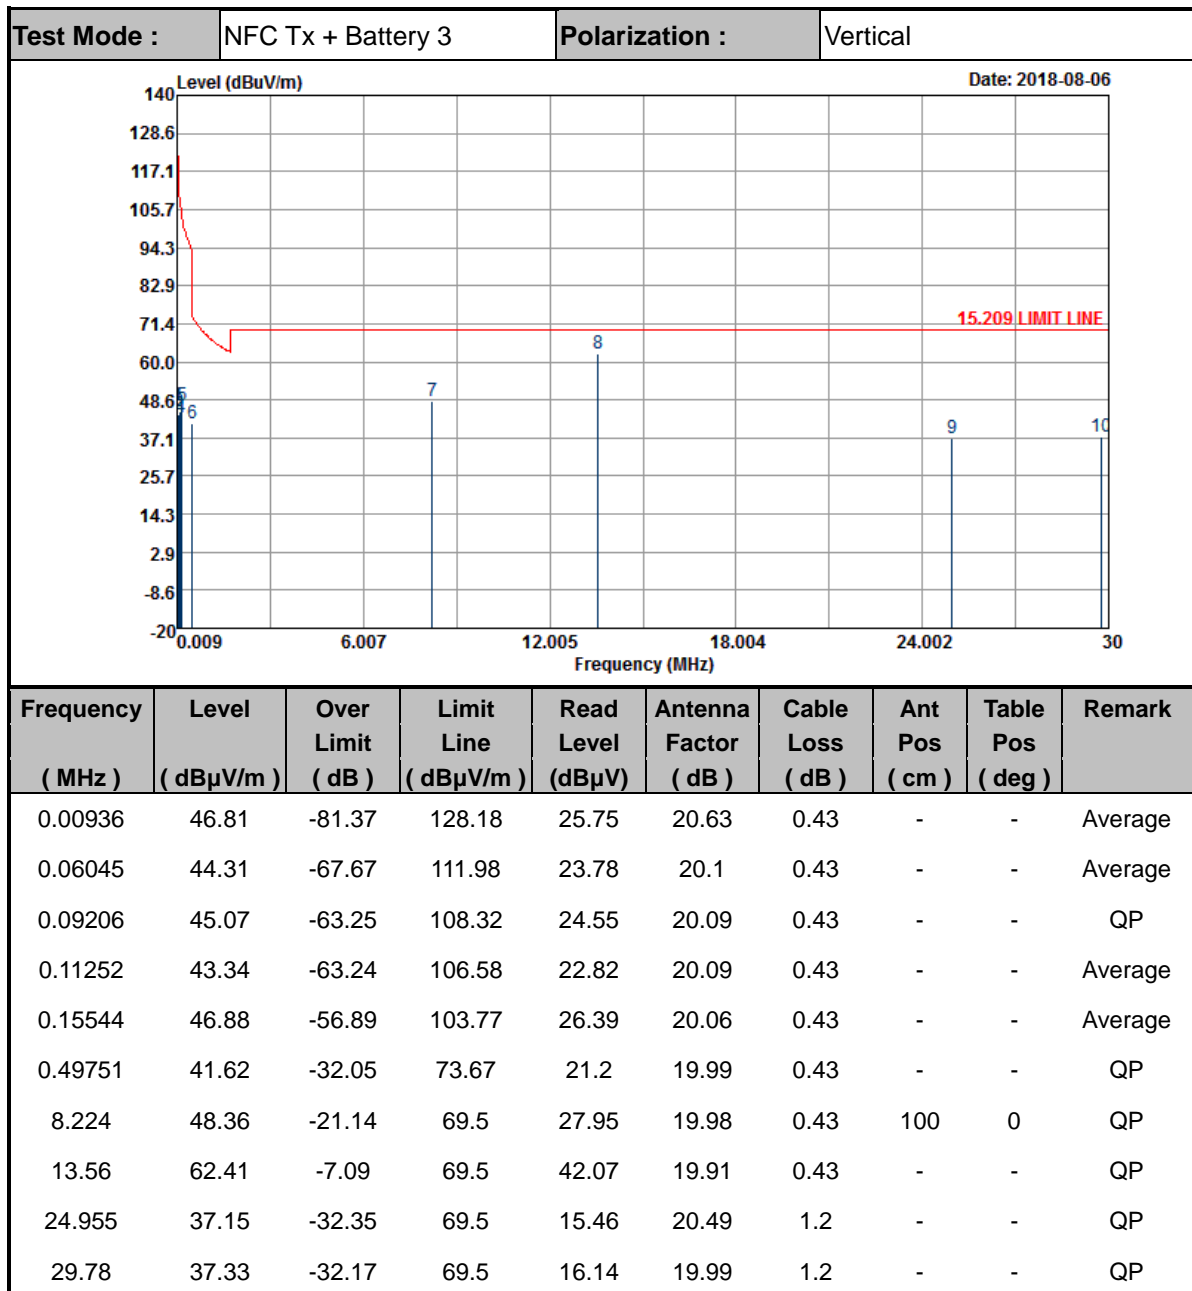 Test Mode : NFC Tx + Battery 3 Polarization : Vertical
Level (dBuV/m) Date: 2018-08-06
140
128.6
117.1
105.7
94.3
82.9
71.4
15.209 LIMIT LINE
8
60.0
7
5
48.6
6
9
10
37.1
25.7
14.3
2.9
-8.6
-20
0.009 6.007 12.005 18.004 24.002 30
Frequency (MHz)
Frequency Level Over Limit Read Antenna Cable Ant Table Remark
Limit Line Level Factor Loss Pos Pos
( MHz ) ( dBµV/m ) ( dB ) ( dBµV/m ) (dBµV) ( dB ) ( dB ) ( cm ) ( deg )
0.00936 46.81 -81.37 128.18 25.75 20.63 0.43 - - Average
0.06045 44.31 -67.67 111.98 23.78 20.1 0.43 - - Average
0.09206 45.07 -63.25 108.32 24.55 20.09 0.43 - - QP
0.11252 43.34 -63.24 106.58 22.82 20.09 0.43 - - Average
0.15544 46.88 -56.89 103.77 26.39 20.06 0.43 - - Average
0.49751 41.62 -32.05 73.67 21.2 19.99 0.43 - - QP
8.224 48.36 -21.14 69.5 27.95 19.98 0.43 100 0 QP
13.56 62.41 -7.09 69.5 42.07 19.91 0.43 - - QP
24.955 37.15 -32.35 69.5 15.46 20.49 1.2 - - QP
29.78 37.33 -32.17 69.5 16.14 19.99 1.2 - - QP